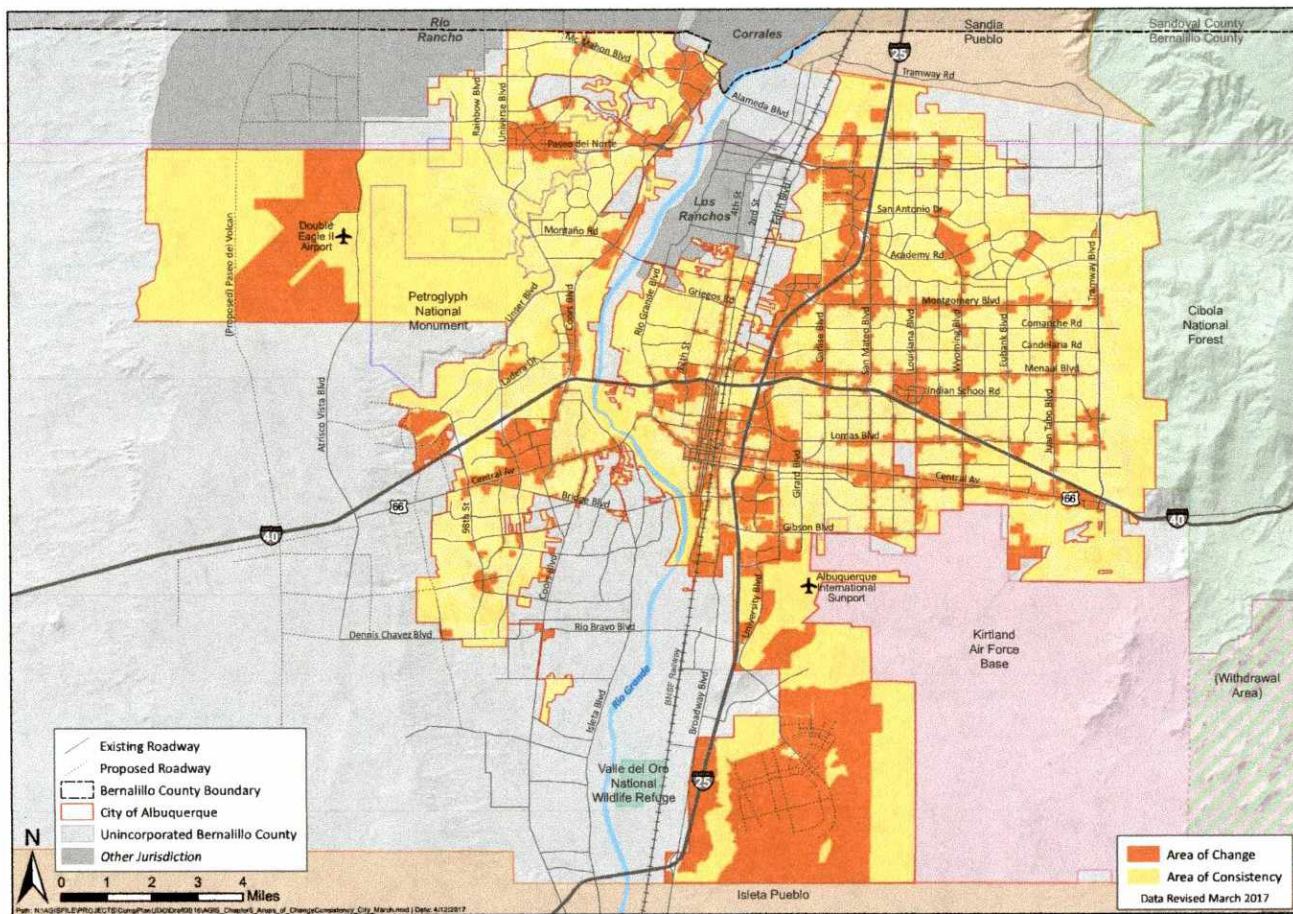 Rio
Rancho
Corrales
Sandia
Pueblo
Sandoval County
Bernalillo County
Mc Mahon Blvd
25
Tramway Rd
Rainbow Blvd
Universe Blvd
Alameda Blvd
Paseo del Norte
4th St
2nd St
Edith Blvd
Los
Ranchos
San Antonio Dr
(Proposed) Paseo del Volcan
Double
Eagle II
Airport
Montaño Rd
Academy Rd
Tramway Blvd
Petroglyph
National
Monument
Unser Blvd
Coors Blvd
Rio Grande Blvd
Griegos Rd
Montgomery Blvd
Cibola
National
Forest
Comanche Rd
Candelaria Rd
Menaul Blvd
Carlisle Blvd
San Mateo Blvd
Louisiana Blvd
Wyoming Blvd
Eubank Blvd
12th St
Ladera Dr
Indian School Rd
Juan Tabo Blvd
Atrisco Vista Blvd
Lomas Blvd
Central Av
Girard Blvd
Central Av
66
98th St
Bridge Blvd
66
40
40
Gibson Blvd
Coors Blvd
University Blvd
Albuquerque
International
Sunport
Dennis Chavez Blvd
Rio Bravo Blvd
Kirtland
Air Force
Base
(Withdrawal
Area)
Isleta Blvd
Rio Grande
BNSF Railway
Broadway Blvd
Valle del Oro
National
Wildlife Refuge
25
Isleta Pueblo
Existing Roadway
Proposed Roadway
Bernalillo County Boundary
City of Albuquerque
Unincorporated Bernalillo County
Other Jurisdiction
N
0 1 2 3 4
Miles
Area of Change
Area of Consistency
Data Revised March 2017